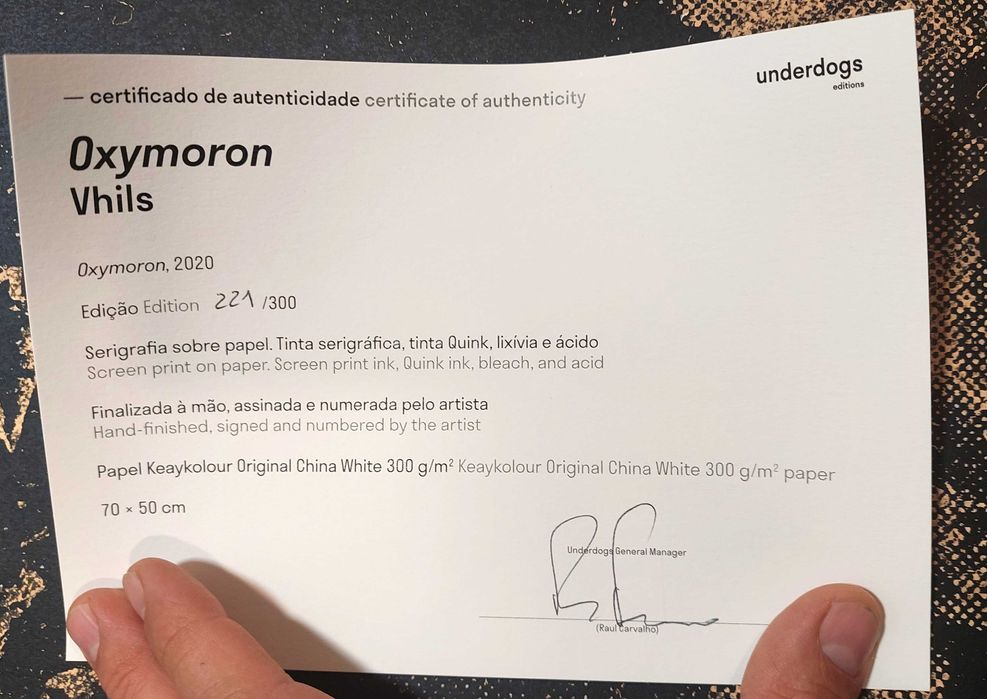 underdogs
editions
— certificado de autenticidade certificate of authenticity
Oxymoron
Vhils
Oxymoron, 2020
Edição Edition 221 /300
Serigrafia sobre papel. Tinta serigráfica, tinta Quink, lixívia e ácido
Screen print on paper. Screen print ink, Quink ink, bleach, and acid
Finalizada à mão, assinada e numerada pelo artista
Hand-finished, signed and numbered by the artist
Papel Keaykolour Original China White 300 g/m² Keaykolour Original China White 300 g/m² paper
70 × 50 cm
Underdogs General Manager
(Raul Carvalho)